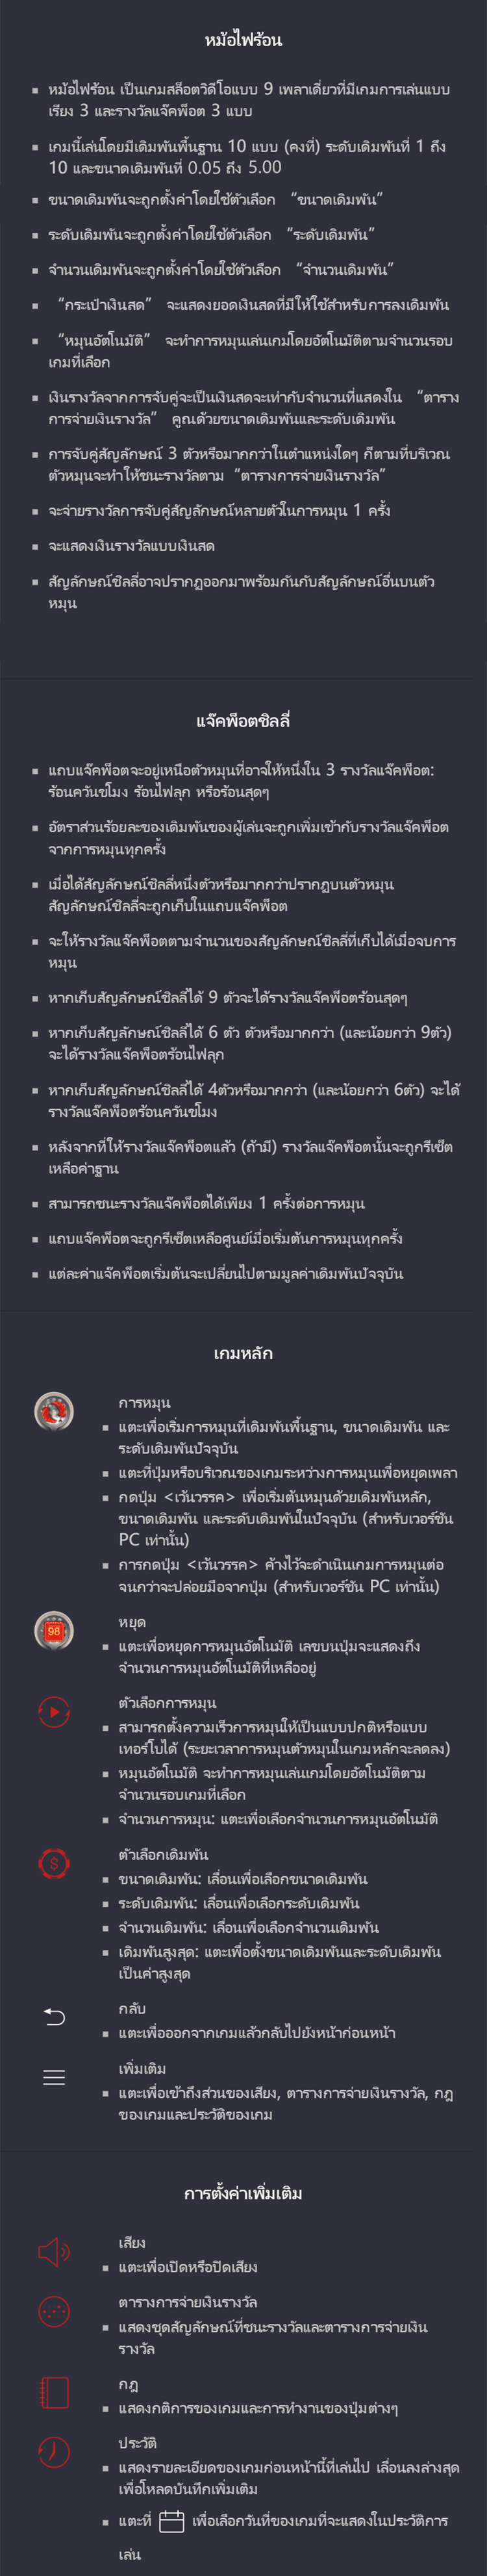 หม้อไฟร้อน
หม้อไฟร้อน เป็นเกมสล็อตวิดีโอแบบ 9 เพลาเดี่ยวที่มีเกมการเล่นแบบ
เรียง 3 และรางวัลแจ็คพ็อต 3 แบบ
เกมนี้เล่นโดยมีเดิมพันพื้นฐาน 10 แบบ (คงที่) ระดับเดิมพันที่ 1 ถึง
10 และขนาดเดิมพันที่ 0.05 ถึง 5.00
ขนาดเดิมพันจะถูกตั้งค่าโดยใช้ตัวเลือก “ขนาดเดิมพัน”
ระดับเดิมพันจะถูกตั้งค่าโดยใช้ตัวเลือก “ระดับเดิมพัน”
จำนวนเดิมพันจะถูกตั้งค่าโดยใช้ตัวเลือก “จำนวนเดิมพัน”
“กระเป๋าเงินสด” จะแสดงยอดเงินสดที่มีให้ใช้สำหรับการลงเดิมพัน
“หมุนอัตโนมัติ” จะทำการหมุนเล่นเกมโดยอัตโนมัติตามจำนวนรอบ
เกมที่เลือก
เงินรางวัลจากการจับคู่จะเป็นเงินสดจะเท่ากับจำนวนที่แสดงใน “ตาราง
การจ่ายเงินรางวัล” คูณด้วยขนาดเดิมพันและระดับเดิมพัน
การจับคู่สัญลักษณ์ 3 ตัวหรือมากกว่าในตำแหน่งใดๆ ก็ตามที่บริเวณ
ตัวหมุนจะทำให้ชนะรางวัลตาม “ตารางการจ่ายเงินรางวัล”
จะจ่ายรางวัลการจับคู่สัญลักษณ์หลายตัวในการหมุน 1 ครั้ง
จะแสดงเงินรางวัลแบบเงินสด
สัญลักษณ์ชิลลี่อาจปรากฏออกมาพร้อมกันกับสัญลักษณ์อื่นบนตัว
หมุน
แจ๊คพ็อตชิลลี่
แถบแจ๊คพ็อตจะอยู่เหนือตัวหมุนที่อาจให้หนึ่งใน 3 รางวัลแจ๊คพ็อต:
ร้อนควันขโมง ร้อนไฟลุก หรือร้อนสุดๆ
อัตราส่วนร้อยละของเดิมพันของผู้เล่นจะถูกเพิ่มเข้ากับรางวัลแจ๊คพ็อต
จากการหมุนทุกครั้ง
เมื่อได้สัญลักษณ์ชิลลี่หนึ่งตัวหรือมากกว่าปรากฏบนตัวหมุน
สัญลักษณ์ชิลลี่จะถูกเก็บในแถบแจ๊คพ็อต
จะให้รางวัลแจ๊คพ็อตตามจำนวนของสัญลักษณ์ชิลลี่ที่เก็บได้เมื่อจบการ
หมุน
หากเก็บสัญลักษณ์ชิลลี่ได้ 9 ตัวจะได้รางวัลแจ๊คพ็อตร้อนสุดๆ
หากเก็บสัญลักษณ์ชิลลี่ได้ 6 ตัว ตัวหรือมากกว่า (และน้อยกว่า 9ตัว)
จะได้รางวัลแจ๊คพ็อตร้อนไฟลุก
หากเก็บสัญลักษณ์ชิลลี่ได้ 4ตัวหรือมากกว่า (และน้อยกว่า 6ตัว) จะได้
รางวัลแจ๊คพ็อตร้อนควันขโมง
หลังจากที่ให้รางวัลแจ๊คพ็อตแล้ว (ถ้ามี) รางวัลแจ๊คพ็อตนั้นจะถูกรีเซ็ต
เหลือค่าฐาน
สามารถชนะรางวัลแจ๊คพ็อตได้เพียง 1 ครั้งต่อการหมุน
แถบแจ๊คพ็อตจะถูกรีเซ็ตเหลือศูนย์เมื่อเริ่มต้นการหมุนทุกครั้ง
แต่ละค่าแจ๊คพ็อตเริ่มต้นจะเปลี่ยนไปตามมูลค่าเดิมพันปัจจุบัน
เกมหลัก
การหมุน
แตะเพื่อเริ่มการหมุนที่เดิมพันพื้นฐาน, ขนาดเดิมพัน และ
ระดับเดิมพันปัจจุบัน
แตะที่ปุ่มหรือบริเวณของเกมระหว่างการหมุนเพื่อหยุดเพลา
กดปุ่ม <เว้นวรรค> เพื่อเริ่มต้นหมุนด้วยเดิมพันหลัก,
ขนาดเดิมพัน และระดับเดิมพันในปัจจุบัน (สำหรับเวอร์ชัน
PC เท่านั้น)
การกดปุ่ม <เว้นวรรค> ค้างไว้จะดำเนินเกมการหมุนต่อ
จนกว่าจะปล่อยมือจากปุ่ม (สำหรับเวอร์ชัน PC เท่านั้น)
98
หยุด
แตะเพื่อหยุดการหมุนอัตโนมัติ เลขบนปุ่มจะแสดงถึง
จำนวนการหมุนอัตโนมัติที่เหลืออยู่
ตัวเลือกการหมุน
สามารถตั้งความเร็วการหมุนให้เป็นแบบปกติหรือแบบ
เทอร์โบได้ (ระยะเวลาการหมุนตัวหมุนในเกมหลักจะลดลง)
หมุนอัตโนมัติ จะทำการหมุนเล่นเกมโดยอัตโนมัติตาม
จำนวนรอบเกมที่เลือก
จำนวนการหมุน: แตะเพื่อเลือกจำนวนการหมุนอัตโนมัติ
$
ตัวเลือกเดิมพัน
ขนาดเดิมพัน: เลื่อนเพื่อเลือกขนาดเดิมพัน
ระดับเดิมพัน: เลื่อนเพื่อเลือกระดับเดิมพัน
จำนวนเดิมพัน: เลื่อนเพื่อเลือกจำนวนเดิมพัน
เดิมพันสูงสุด: แตะเพื่อตั้งขนาดเดิมพันและระดับเดิมพัน
เป็นค่าสูงสุด
กลับ
แตะเพื่อออกจากเกมแล้วกลับไปยังหน้าก่อนหน้า
เพิ่มเติม
แตะเพื่อเข้าถึงส่วนของเสียง, ตารางการจ่ายเงินรางวัล, กฎ
ของเกมและประวัติของเกม
การตั้งค่าเพิ่มเติม
เสียง
แตะเพื่อเปิดหรือปิดเสียง
ตารางการจ่ายเงินรางวัล
แสดงชุดสัญลักษณ์ที่ชนะรางวัลและตารางการจ่ายเงิน
รางวัล
กฎ
แสดงกติการของเกมและการทำงานของปุ่มต่างๆ
ประวัติ
แสดงรายละเอียดของเกมก่อนหน้านี้ที่เล่นไป เลื่อนลงล่างสุด
เพื่อโหลดบันทึกเพิ่มเติม
แตะที่ เพื่อเลือกวันที่ของเกมที่จะแสดงในประวัติการ
เล่น